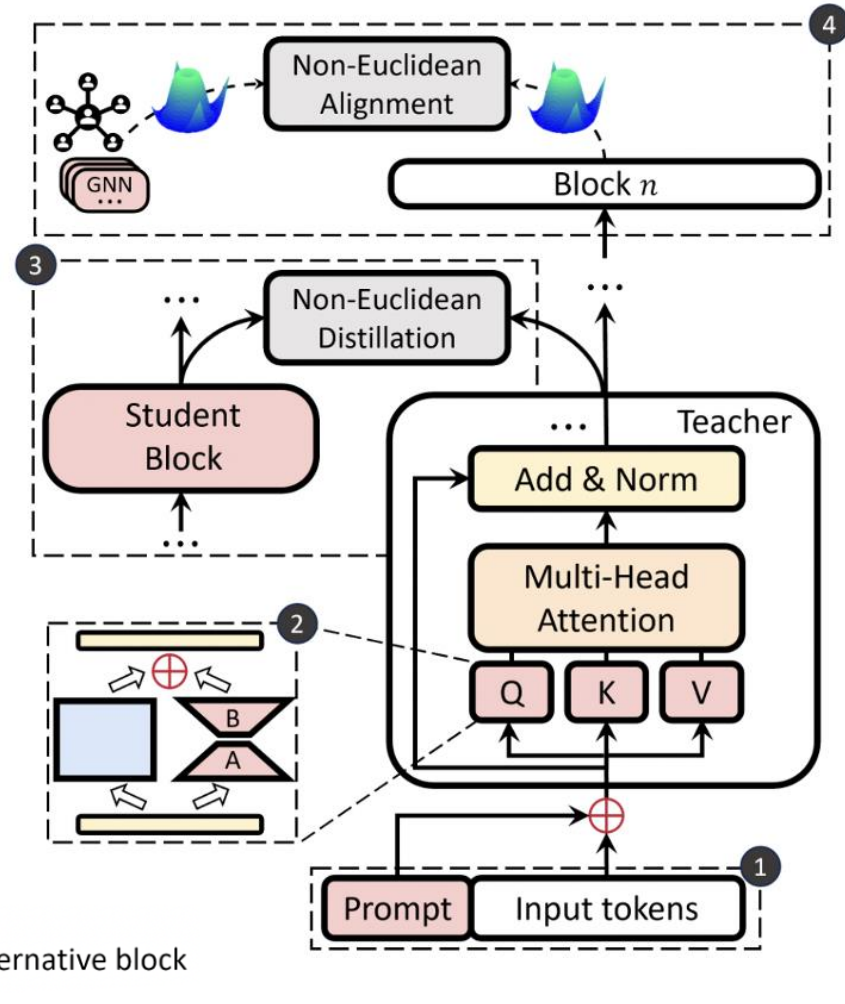 4
Non-Euclidean
Alignment
GNN
...
Block n
3
...
Non-Euclidean
Distillation
...
Student
Block
...
... Teacher
Add & Norm
Multi-Head
Attention
2
Q K V
B
A
1
Prompt Input tokens
ernative block